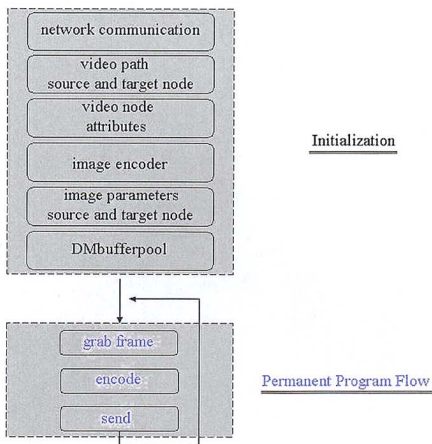 network communication
video path
source and target node
video node
attributes
Initialization
image encoder
image parameters
source and target node
DMbufferpool
grab frame
encode
Permanent Program Flow
send